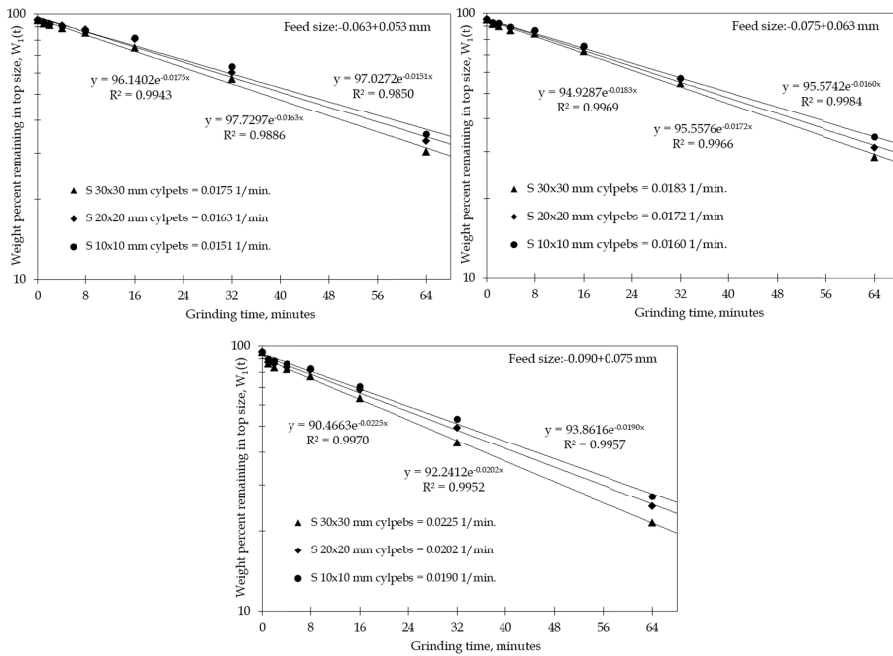 100
Feed size:-0.063+0.053 mm
y = 96.1402e-0.0175x
R² = 0.9943
y = 97.0272e-0.0151x
R² = 0.9850
y = 97.7297e-0.0163x
R² = 0.9886
S 30x30 mm cylpebs = 0.0175 1/min.
S 20x20 mm cylpebs = 0.0163 1/min.
S 10x10 mm cylpebs = 0.0151 1/min.
10
0 8 16 24 32 40 48 56 64
Grinding time, minutes
Weight percent remaining in top size, W1(t)
100
Feed size:-0.075+0.063 mm
y = 94.9287e-0.0183x
R² = 0.9969
y = 95.5742e-0.0160x
R² = 0.9984
y = 95.5576e-0.0172x
R² = 0.9966
S 30x30 mm cylpebs = 0.0183 1/min.
S 20x20 mm cylpebs = 0.0172 1/min
S 10x10 mm cylpebs = 0.0160 1/min.
10
0 8 16 24 32 40 48 56 64
Grinding time, minutes
Weight percent remaining in top size, W1(t)
100
Feed size:-0.090+0.075 mm
y = 90.4663e-0.0225x
R² = 0.9970
y = 93.8616e-0.0190x
R² = 0.9957
y = 92.2412e-0.0202x
R² = 0.9952
S 30x30 mm cylpebs = 0.0225 1/min.
S 20x20 mm cylpebs = 0.0202 1/min
S 10x10 mm cylpebs = 0.0190 1/min.
10
0 8 16 24 32 40 48 56 64
Grinding time, minutes
Weight percent remaining in top size, W1(t)